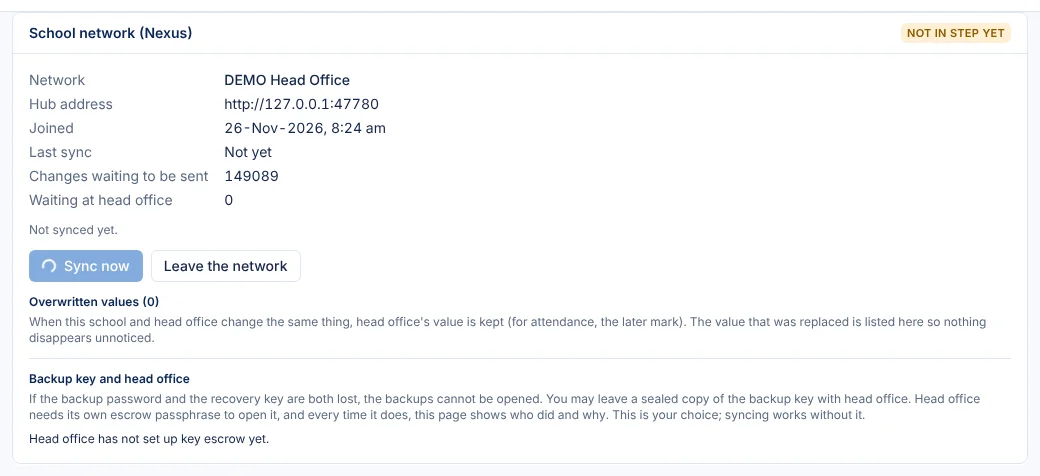 School network (Nexus)
NOT IN STEP YET
Network DEMO Head Office
Hub address http://127.0.0.1:47780
Joined 26-Nov-2026, 8:24 am
Last sync Not yet
Changes waiting to be sent 149089
Waiting at head office 0
Not synced yet.
Sync now Leave the network
Overwritten values (0)
When this school and head office change the same thing, head office's value is kept (for attendance, the later mark). The value that was replaced is listed here so nothing
disappears unnoticed.
Backup key and head office
If the backup password and the recovery key are both lost, the backups cannot be opened. You may leave a sealed copy of the backup key with head office. Head office
needs its own escrow passphrase to open it, and every time it does, this page shows who did and why. This is your choice; syncing works without it.
Head office has not set up key escrow yet.